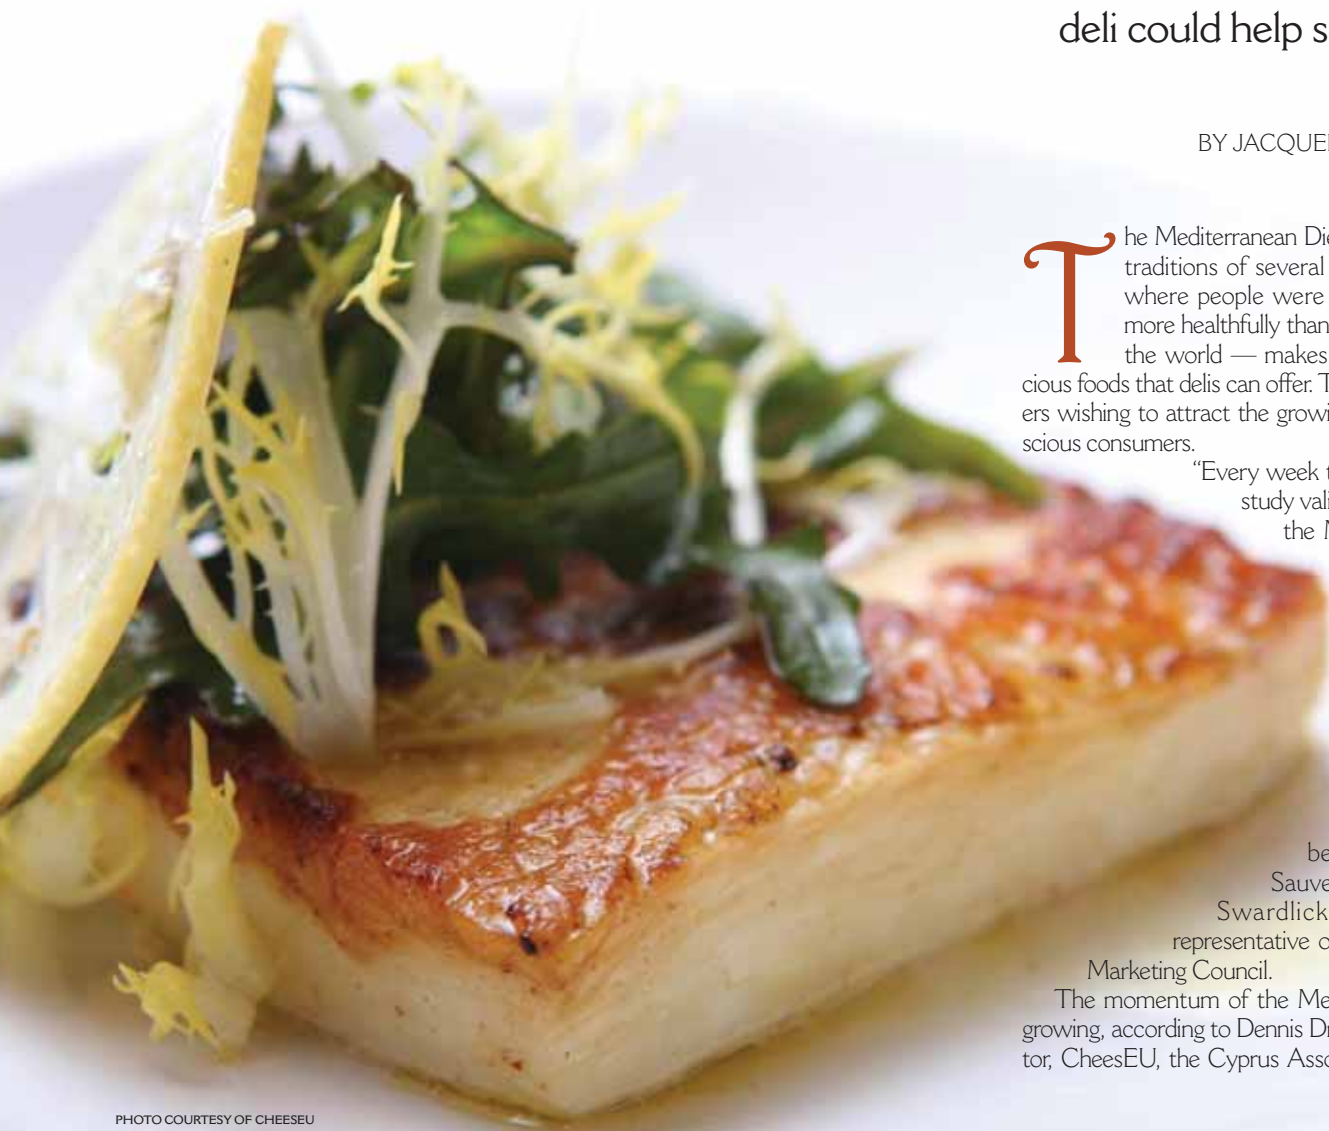 deli could help s
BY JACQUE
The Mediterranean Die
traditions of several
where people were
more healthfully than
the world — makes
cious foods that delis can offer. T
ers wishing to attract the growi
scious consumers.
“Every week t
study vali
the M
be
Sauve
Swardlick
representative o
Marketing Council.
The momentum of the Me
growing, according to Dennis Dr
tor, CheesEU, the Cyprus Asso
PHOTO COURTESY OF CHEESEU